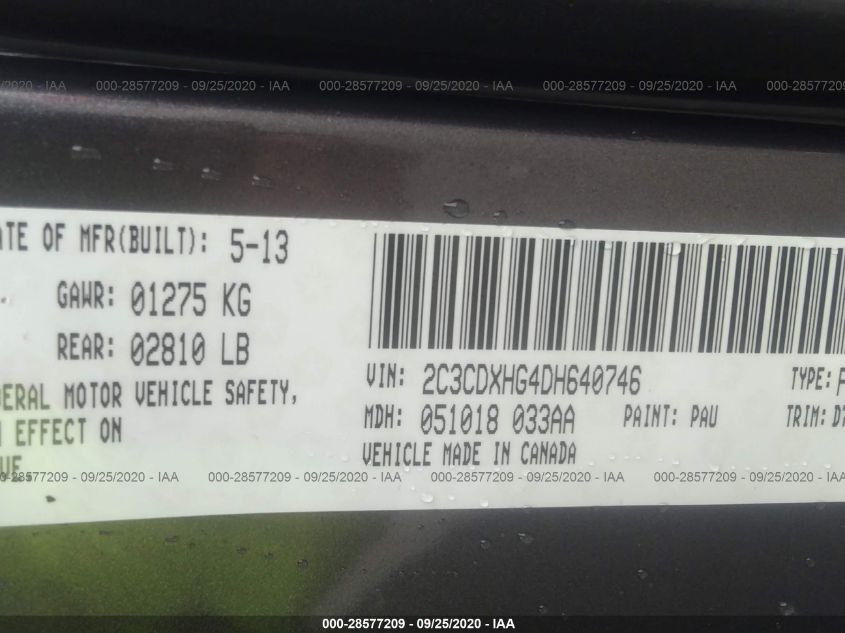 /2020 - IAA 000-28577209 - 09/25/2020 - IAA 000-28577209 - 09/25/2020 - IAA 000-28577209 - 09/25/2020 - IAA 000-28577209 - 09/
ATE OF MFR(BUILT): 5-13
GAWR: 01275 KG
REAR: 02810 LB
VIN: 2C3CDXHG4DH640746 TYPE:
DERAL MOTOR VEHICLE SAFETY,
MDH: 051018 033AA PAINT: PAU TRIM: D7
EFFECT ON
VEHICLE MADE IN CANADA
0-28577209 - 09/25/2020 - IAA 000-28577209 - 09/25/2020 - IAA 000-28577209 - 09/25/2020 - IAA 000-28577209 - 09/25/2020
000-28577209 - 09/25/2020 - IAA